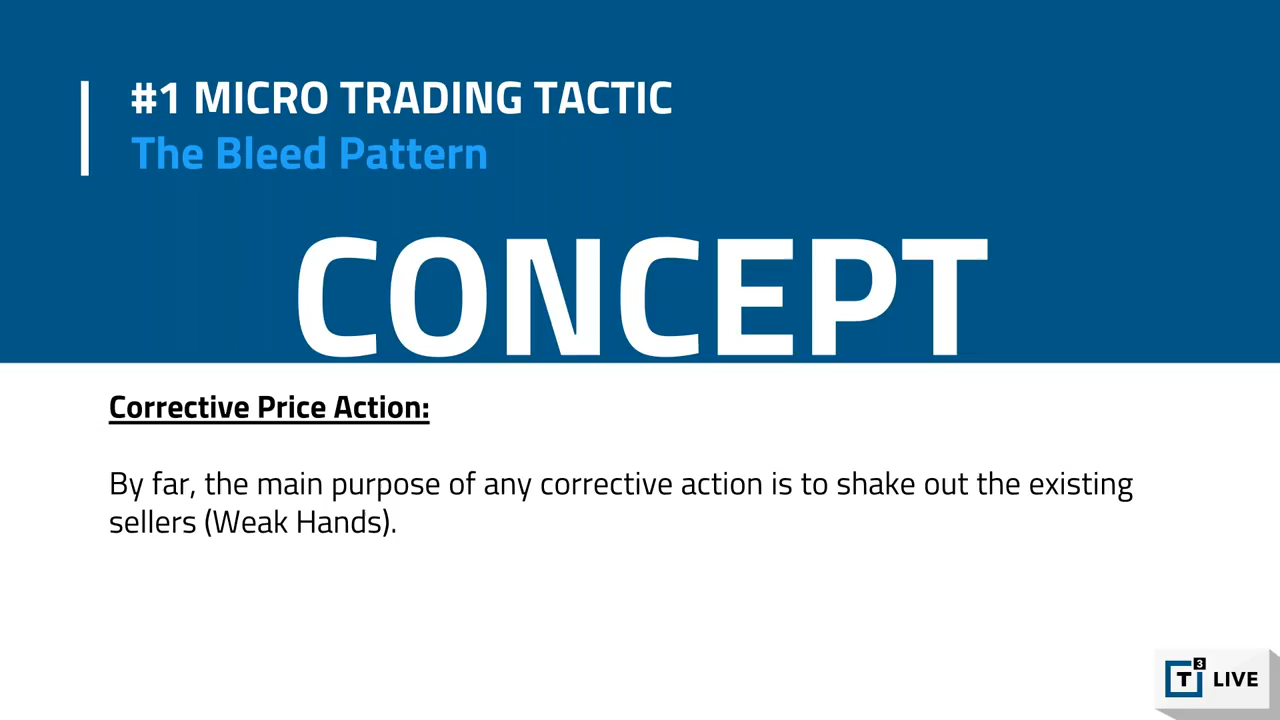 #1 MICRO TRADING TACTIC
The Bleed Pattern
CONCEPT
Corrective Price Action:
By far, the main purpose of any corrective action is to shake out the existing
sellers (Weak Hands).
T3 LIVE